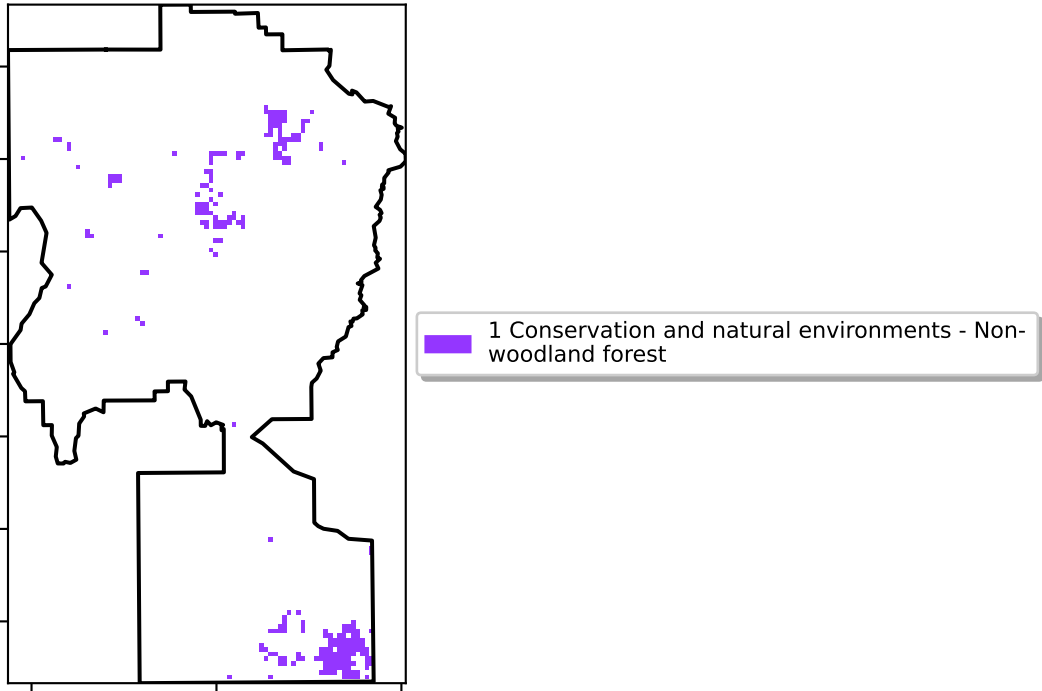 1 Conservation and natural environments - Non-
woodland forest